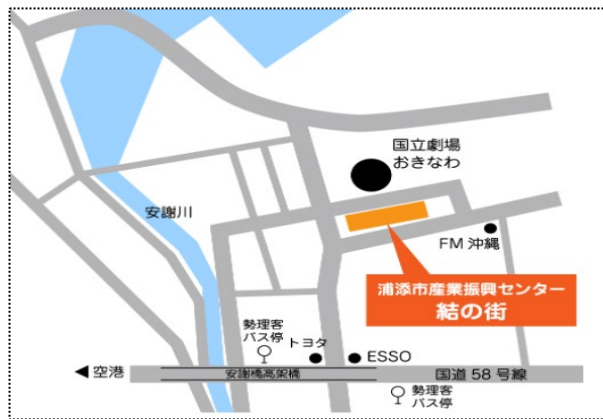 国立劇場
おきなわ
安謝川
FM 沖縄
浦添市産業振興センター
結の街
勢理客
バス停
トヨタ
ESSO
◀空港
安謝橋高架橋
国道 58 号線
勢理客
バス停